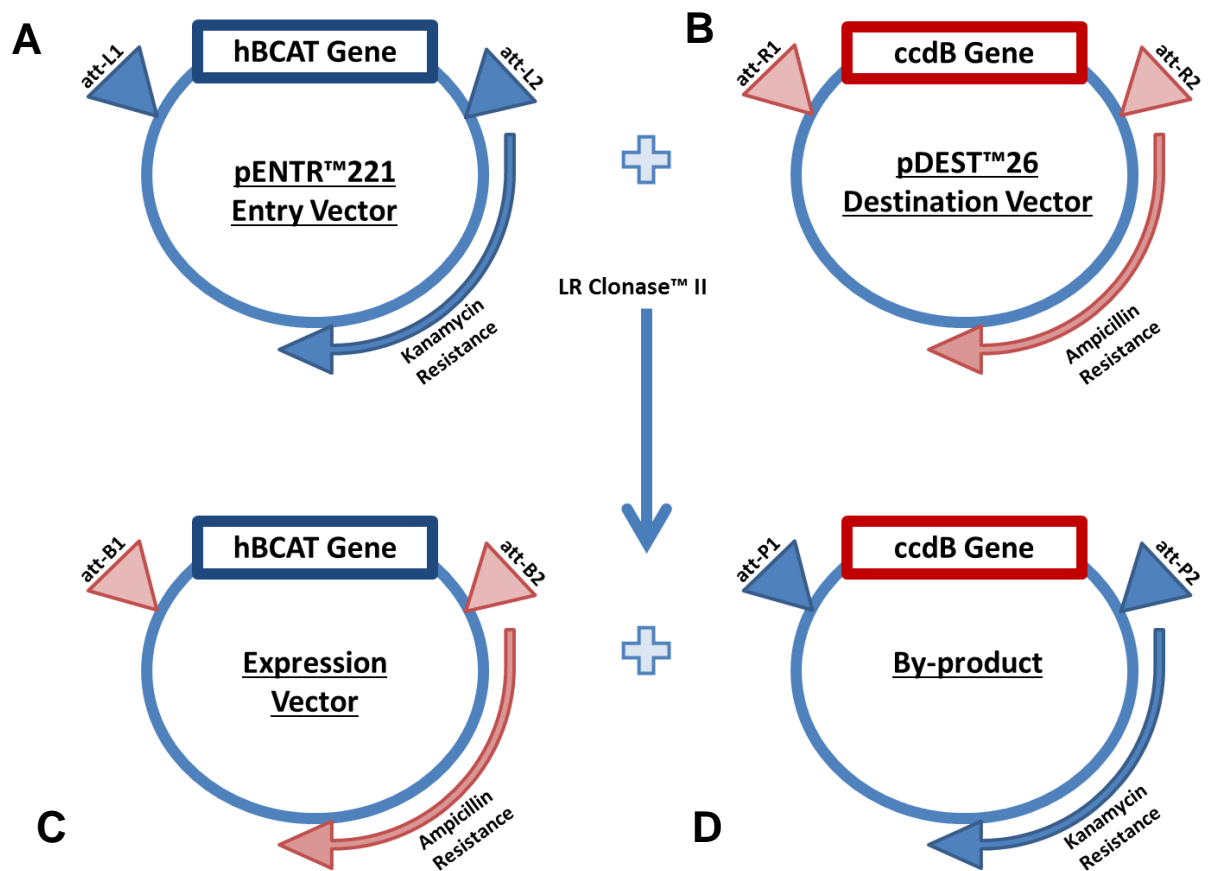 A
att-L1
hBCAT Gene
att-L2
pENTR™221
Entry Vector
Kanamycin
Resistance
B
att-R1
ccdB Gene
att-R2
pDEST™26
Destination Vector
Ampicillin
Resistance
LR Clonase™ II
att-B1
hBCAT Gene
att-B2
Expression
Vector
Ampicillin
Resistance
C
att-P1
ccdB Gene
att-P2
By-product
Kanamycin
Resistance
D